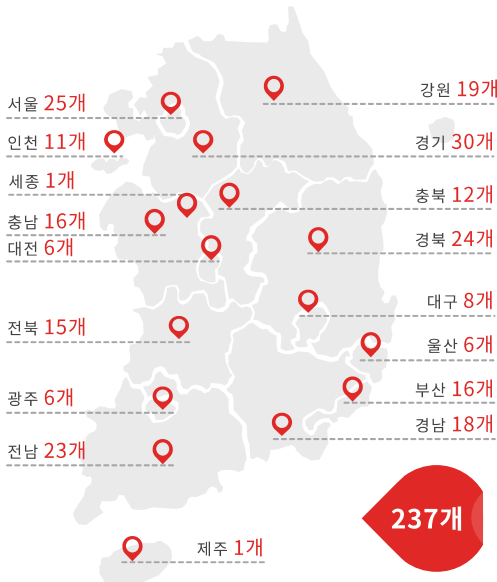 강원 19개
서울 25개
인천 11개
경기 30개
세종 1개
충북 12개
충남 16개
경북 24개
대전 6개
대구 8개
전북 15개
울산 6개
부산 16개
광주 6개
경남 18개
전남 23개
237개
제주 1개